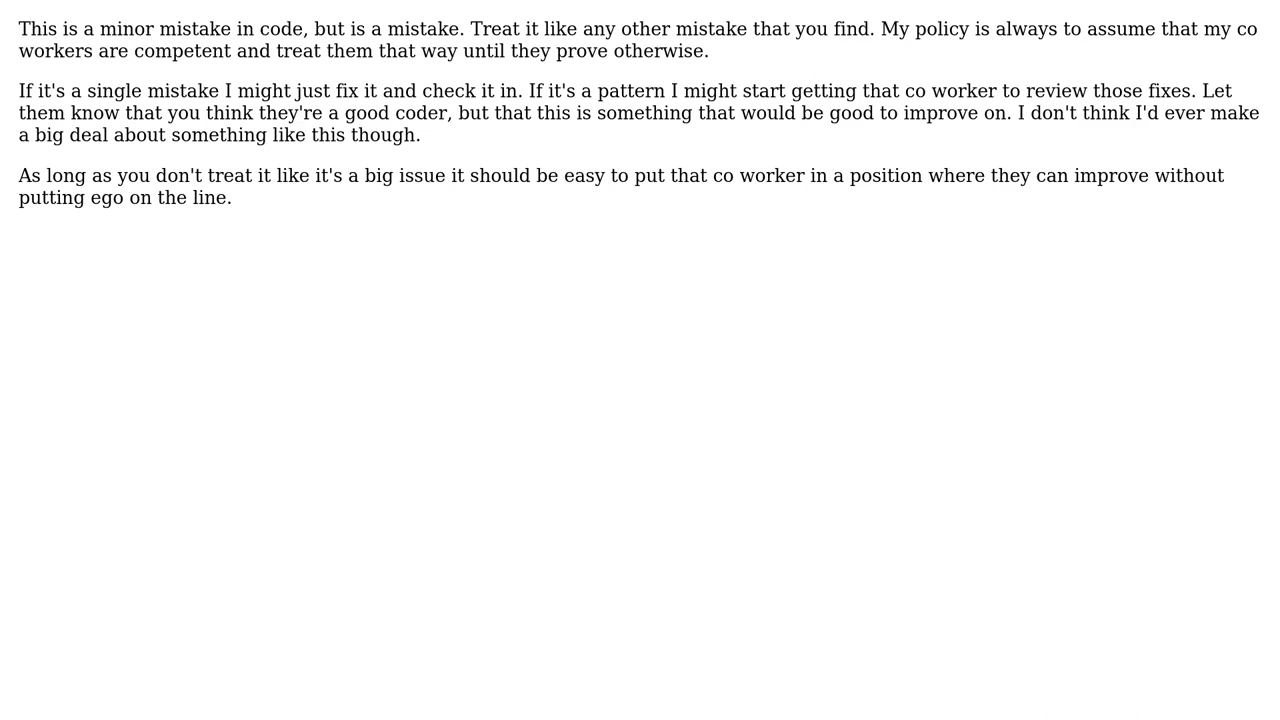 This is a minor mistake in code, but is a mistake. Treat it like any other mistake that you find. My policy is always to assume that my co
workers are competent and treat them that way until they prove otherwise.
If it's a single mistake I might just fix it and check it in. If it's a pattern I might start getting that co worker to review those fixes. Let
them know that you think they're a good coder, but that this is something that would be good to improve on. I don't think I'd ever make
a big deal about something like this though.
As long as you don't treat it like it's a big issue it should be easy to put that co worker in a position where they can improve without
putting ego on the line.